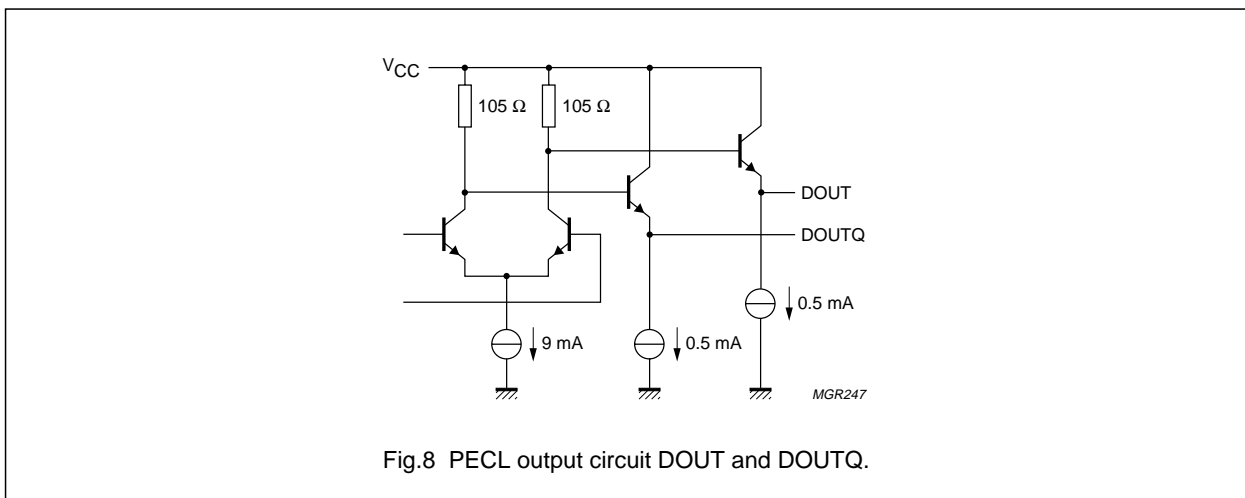 VCC
105 Ω 105 Ω
DOUT
DOUTQ
0.5 mA
9 mA 0.5 mA
MGR247
Fig.8 PECL output circuit DOUT and DOUTQ.